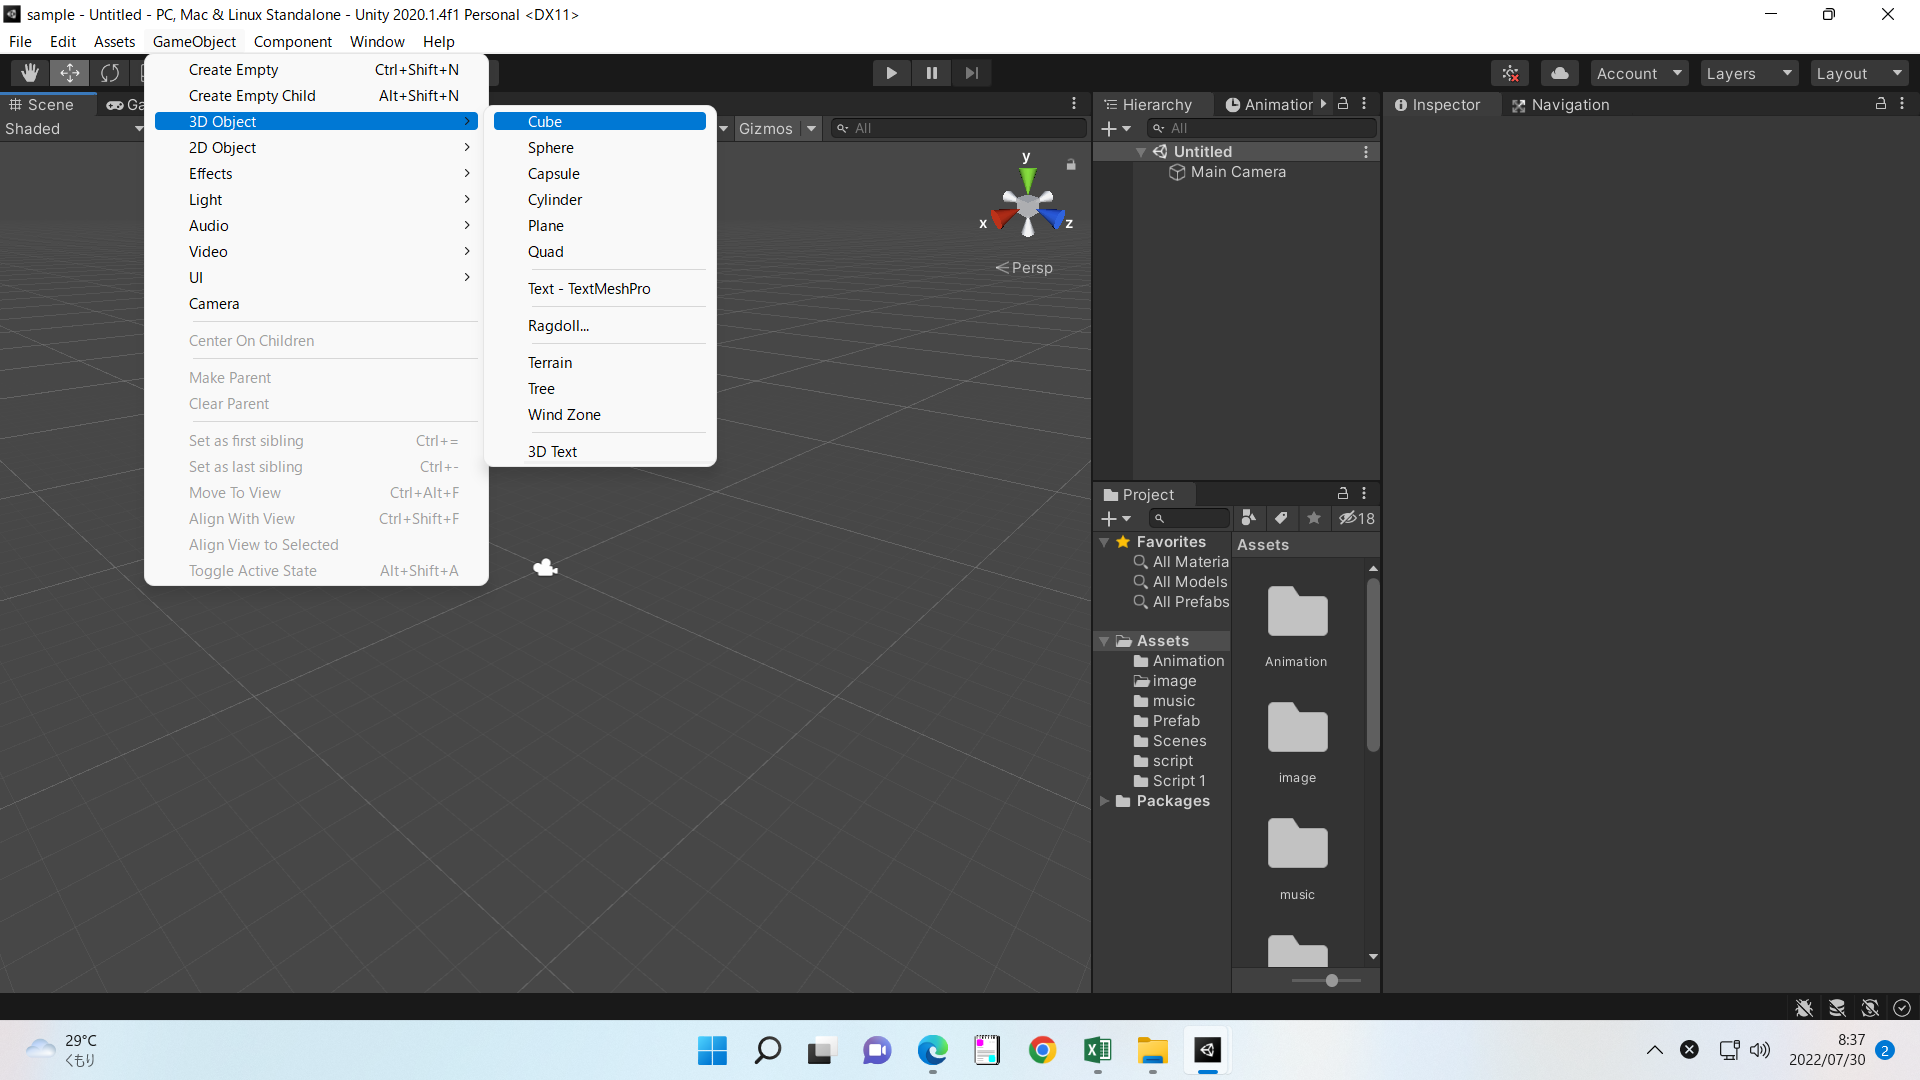 sample - Untitled - PC, Mac & Linux Standalone - Unity 2020.1.4f1 Personal <DX11>
File Edit Assets GameObject Component Window Help
Account Layers Layout
Scene
Shaded
Create Empty Ctrl+Shift+N
Create Empty Child Alt+Shift+N
3D Object
2D Object
Effects
Light
Audio
Video
UI
Camera
Center On Children
Make Parent
Clear Parent
Set as first sibling Ctrl+=
Set as last sibling Ctrl+-
Move To View Ctrl+Alt+F
Align With View Ctrl+Shift+F
Align View to Selected
Toggle Active State Alt+Shift+A
Cube
Sphere
Capsule
Cylinder
Plane
Quad
Text - TextMeshPro
Ragdoll...
Terrain
Tree
Wind Zone
3D Text
Gizmos All
y
x z
Persp
Hierarchy Animation
All
Untitled
Main Camera
Project
18
Favorites
All Materia
All Models
All Prefabs
Assets
Animation
image
music
Prefab
Scenes
script
Script 1
Packages
Assets
Animation
image
music
Inspector Navigation
29°C
くもり
8:37
2022/07/30
2